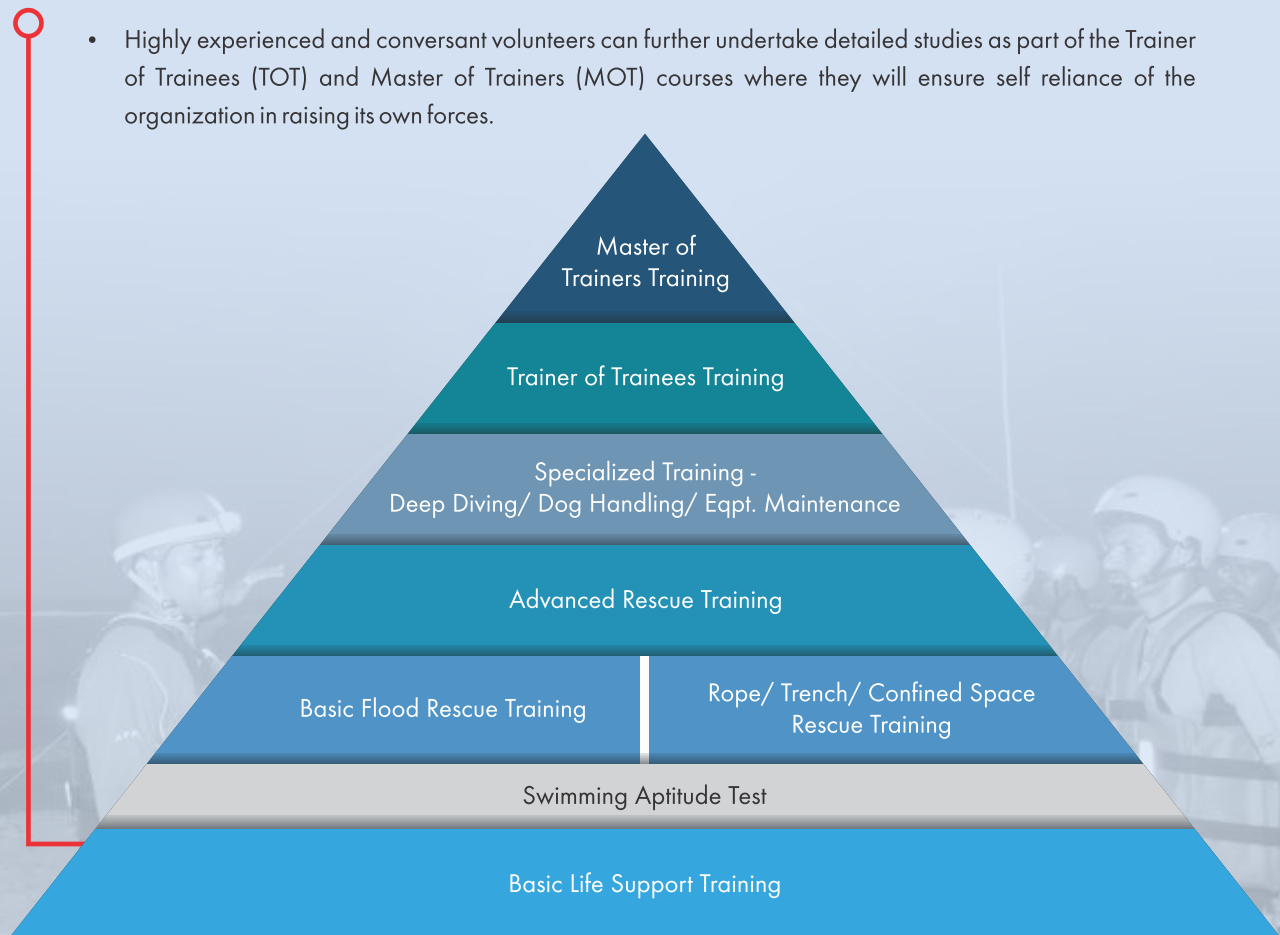 • Highly experienced and conversant volunteers can further undertake detailed studies as part of the Trainer
of Trainees (TOT) and Master of Trainers (MOT) courses where they will ensure self reliance of the
organization in raising its own forces.
Master of
Trainers Training
Trainer of Trainees Training
Specialized Training -
Deep Diving/ Dog Handling/ Eqpt. Maintenance
Advanced Rescue Training
Basic Flood Rescue Training
Rope/ Trench/ Confined Space
Rescue Training
Swimming Aptitude Test
Basic Life Support Training